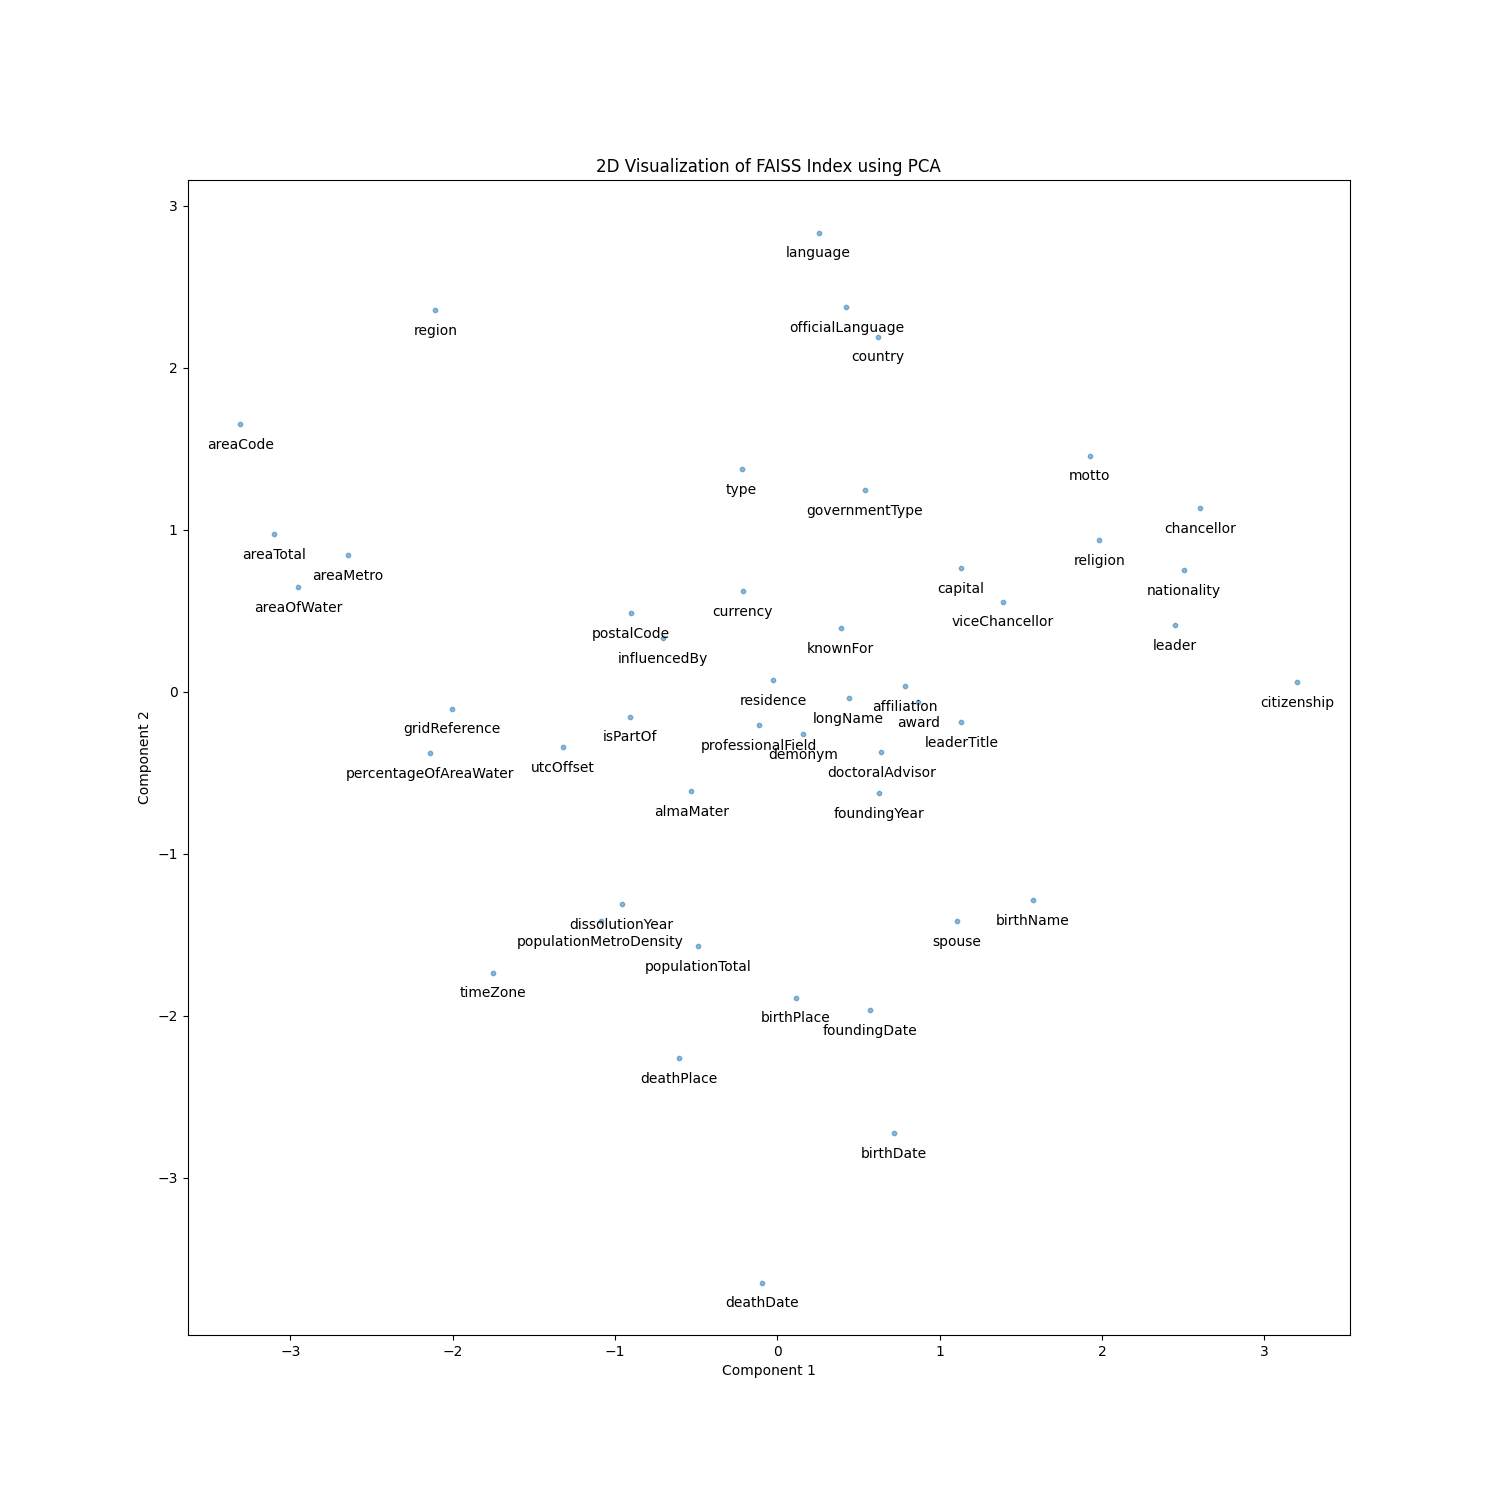 2D Visualization of FAISS Index using PCA
3
language
region
officialLanguage
country
2
areaCode
motto
type
governmentType
chancellor
1
areaTotal
religion
areaMetro
capital
nationality
areaOfWater
currency
viceChancellor
postalCode
knownFor
leader
influencedBy
0
residence
citizenship
affiliation
longName
award
gridReference
isPartOf
leaderTitle
professionalField
demonym
utcOffset
percentageOfAreaWater
doctoralAdvisor
almaMater
foundingYear
−1
birthName
dissolutionYear
populationMetroDensity
spouse
populationTotal
timeZone
−2
birthPlace
foundingDate
deathPlace
birthDate
−3
deathDate
Component 2
−3 −2 −1 0 1 2 3
Component 1